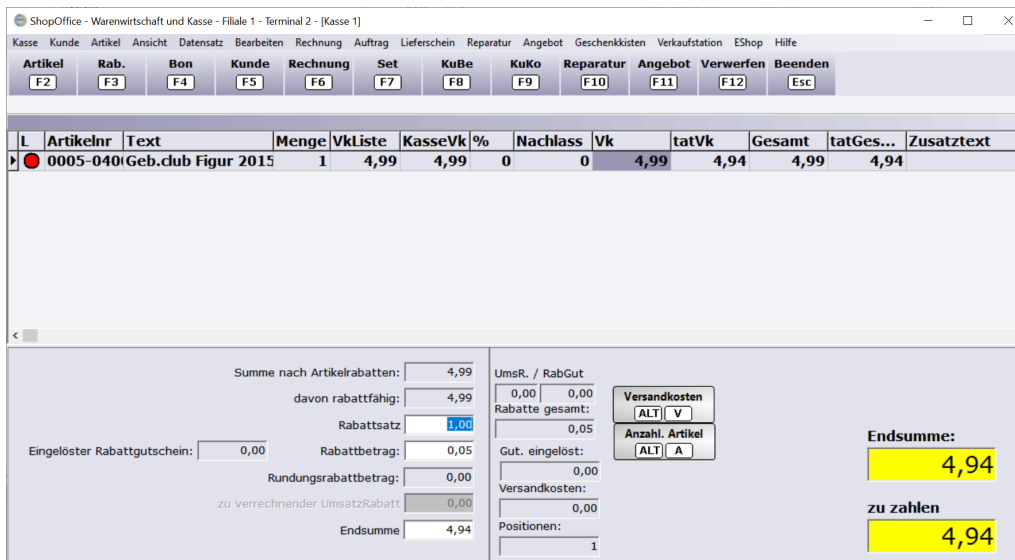 ShopOffice - Warenwirtschaft und Kasse - Filiale 1 - Terminal 2 - [Kasse 1]
Kasse Kunde Artikel Ansicht Datensatz Bearbeiten Rechnung Auftrag Lieferschein Reparatur Angebot Geschenkkisten Verkaufstation EShop Hilfe
Artikel Rab. Bon Kunde Rechnung Set KuBe KuKo Reparatur Angebot Verwerfen Beenden
F2 F3 F4 F5 F6 F7 F8 F9 F10 F11 F12 Esc
L Artikelnr Text Menge VkListe KasseVk % Nachlass Vk tatVk Gesamt tatGes... Zusatztext
0005-040 Geb.club Figur 2015 1 4,99 4,99 0 0 4,99 4,94 4,99 4,94
Summe nach Artikelrabatten: 4,99
davon rabattfähig: 4,99
Rabattsatz 1,00
Eingelöster Rabattgutschein: 0,00 Rabattbetrag: 0,05
Rundungsrabattbetrag: 0,00
zu verrechnender UmsatzRabatt 0,00
Endsumme 4,94
UmsR. / RabGut
0,00 0,00
Rabatte gesamt:
0,05
Gut. eingelöst:
0,00
Versandkosten:
0,00
Positionen:
1
Versandkosten
ALT V
Anzahl. Artikel
ALT A
Endsumme:
4,94
zu zahlen
4,94